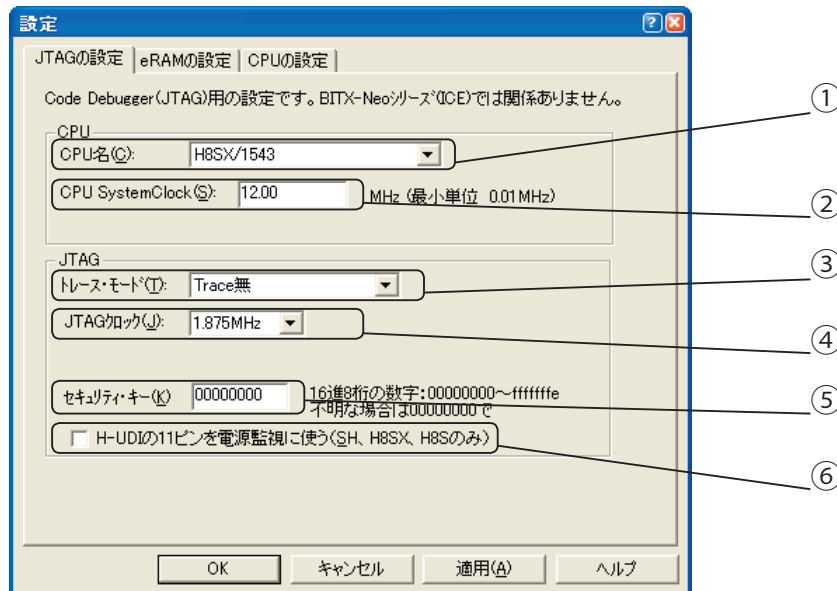 設定
JTAGの設定 eRAMの設定 CPUの設定
Code Debugger(JTAG)用の設定です。BITX-Neoシリーズ(ICE)では関係ありません。
①
CPU
CPU名(C): H8SX/1543
CPU SystemClock(S): 12.00 MHz (最小単位 0.01MHz)
②
JTAG
③
トレース・モード(T): Trace無
JTAGクロック(J): 1.875MHz
④
セキュリティ・キー(K) 00000000 16進8桁の数字:00000000～fffffffe
不明な場合は00000000で
⑤
H-UDIの11ピンを電源監視に使う(SH、H8SX、H8Sのみ)
⑥
OK キャンセル 適用(A) ヘルプ